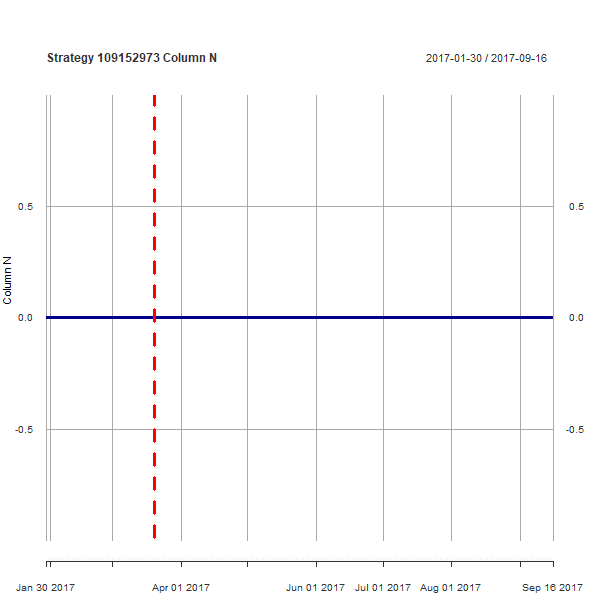 Strategy 109152973 Column N
2017-01-30 / 2017-09-16
0.5
0.5
Column N
0.0
0.0
-0.5
-0.5
Jan 30 2017
Apr 01 2017
Jun 01 2017
Jul 01 2017
Aug 01 2017
Sep 16 2017